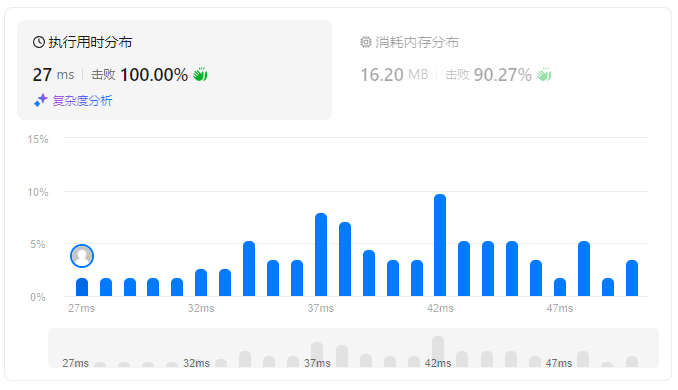 执行用时分布
27 ms 击败 100.00%
复杂度分析
消耗内存分布
16.20 MB 击败 90.27%
15%
10%
5%
0%
27ms 32ms 37ms 42ms 47ms
27ms 32ms 37ms 42ms 47ms